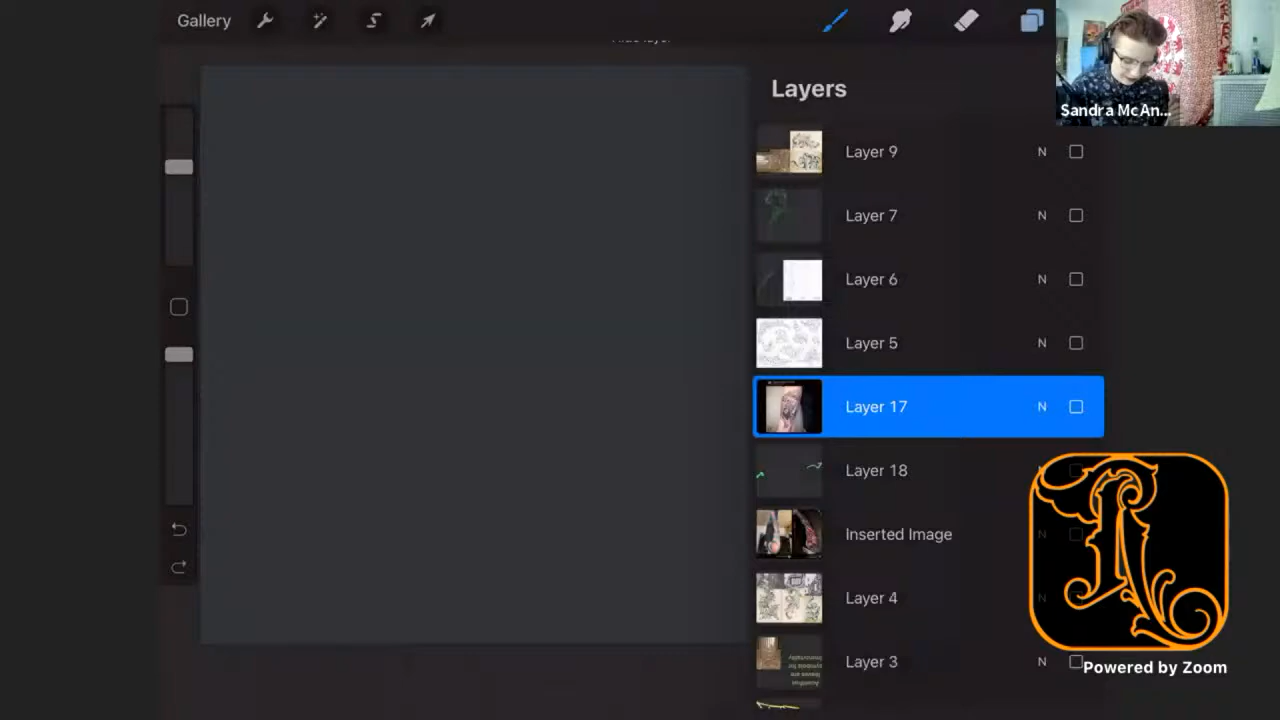 Gallery
Layers
Sandra McAn...
Layer 9
N
Layer 7
N
Layer 6
N
Layer 5
N
Layer 17
N
Layer 18
Inserted Image
N
Layer 4
N
Layer 3
N
Powered by Zoom